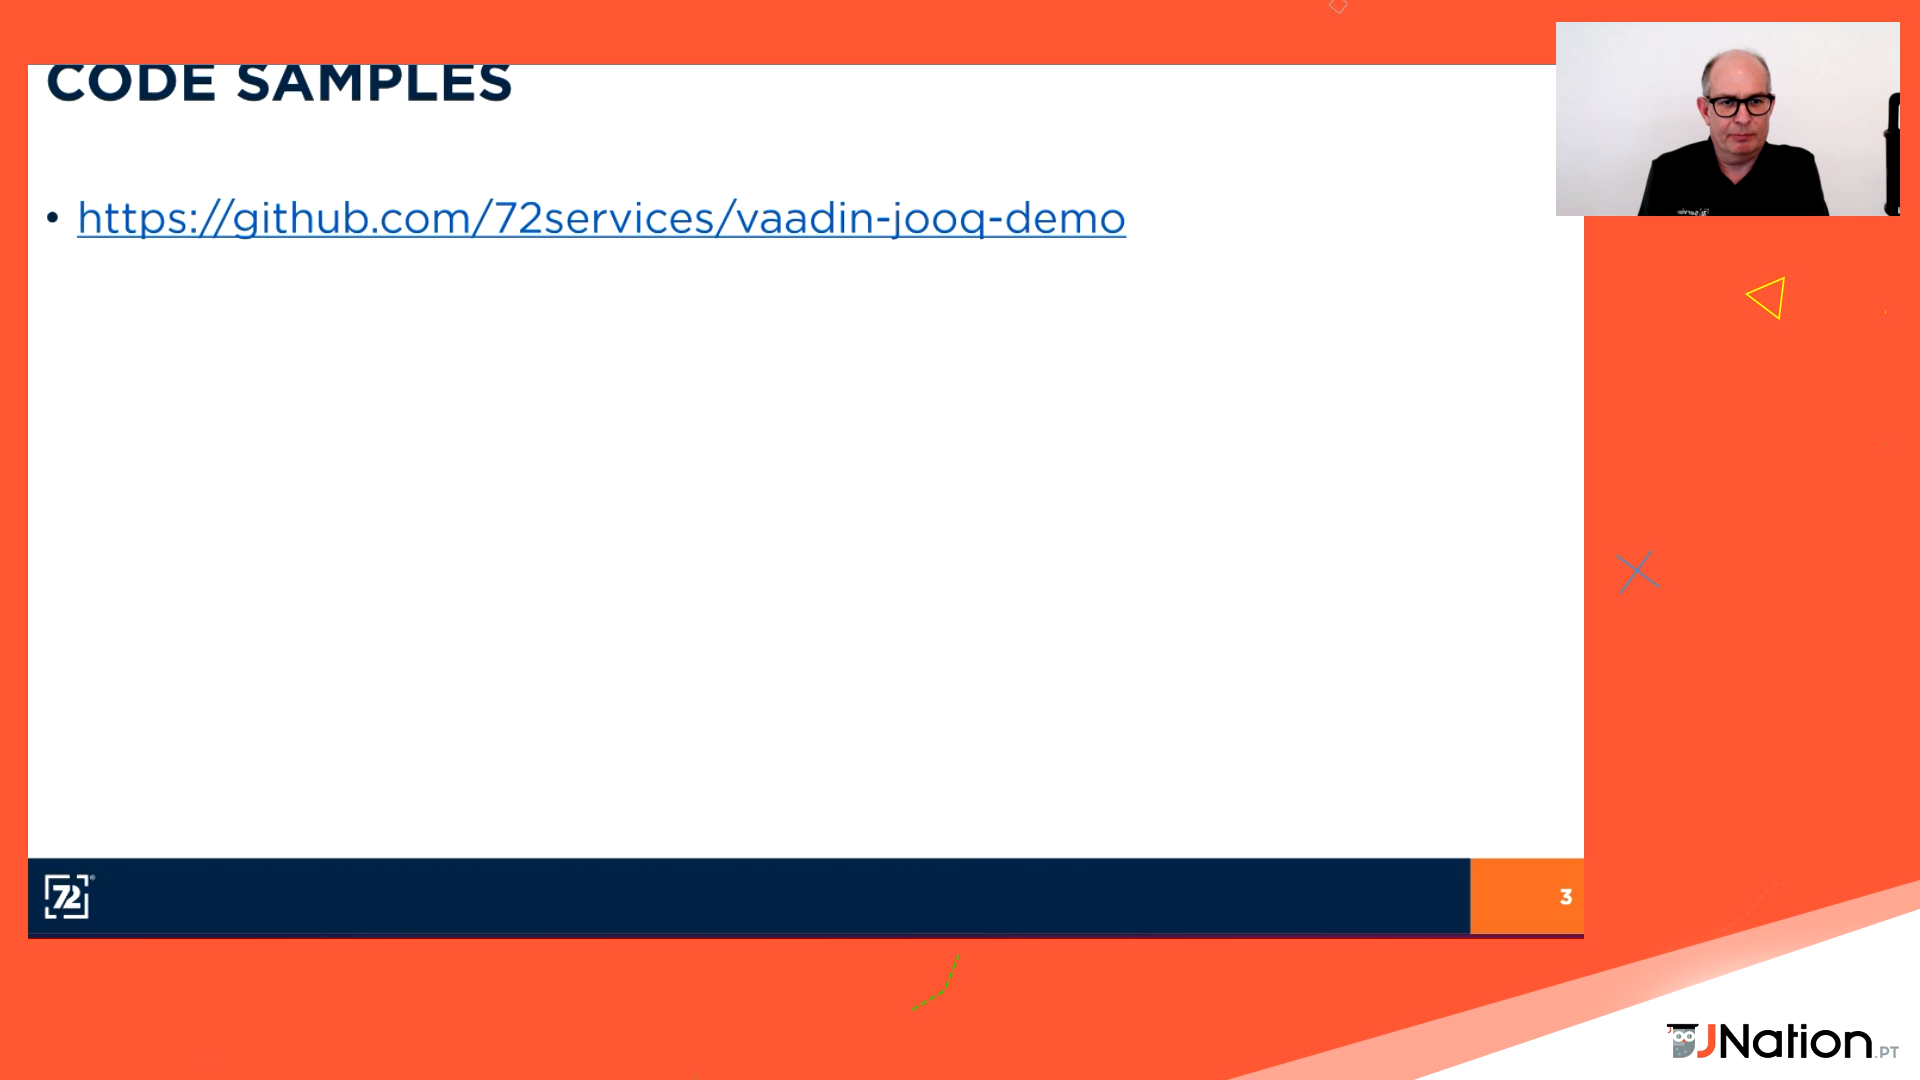 CODE SAMPLES
• https://github.com/72services/vaadin-jooq-demo
72
3
JNation.PT